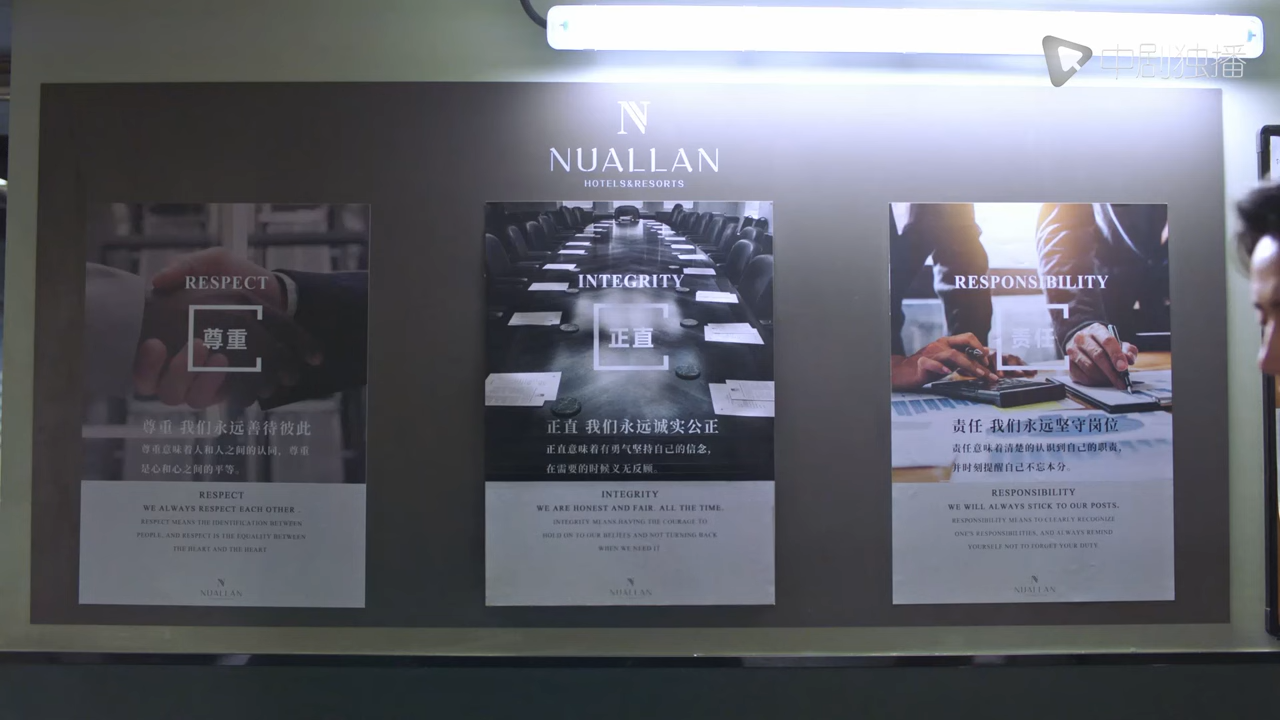 中剧独播
N
NUALLAN
HOTELS&RESORTS
RESPECT
尊重
尊重 我们永远善待彼此
尊重意味着人和人之间的认同，尊重
是心和心之间的平等。
RESPECT
WE ALWAYS RESPECT EACH OTHER .
RESPECT MEANS THE IDENTIFICATION BETWEEN
PEOPLE, AND RESPECT IS THE EQUALITY BETWEEN
THE HEART AND THE HEART
N
NUALLAN
INTEGRITY
正直
正直 我们永远诚实公正
正直意味着有勇气坚持自己的信念，
在需要的时候义无反顾。
INTEGRITY
WE ARE HONEST AND FAIR. ALL THE TIME.
INTEGRITY MEANS HAVING THE COURAGE TO
HOLD ON TO OUR BELIEFS AND NOT TURNING BACK
WHEN WE NEED IT
N
NUALLAN
RESPONSIBILITY
责任
责任 我们永远坚守岗位
责任意味着清楚的认识到自己的职责，
并时刻提醒自己不忘本分。
RESPONSIBILITY
WE WILL ALWAYS STICK TO OUR POSTS.
RESPONSIBILITY MEANS TO CLEARLY RECOGNIZE
ONE'S RESPONSIBILITIES, AND ALWAYS REMIND
YOURSELF NOT TO FORGET YOUR DUTY
N
NUALLAN